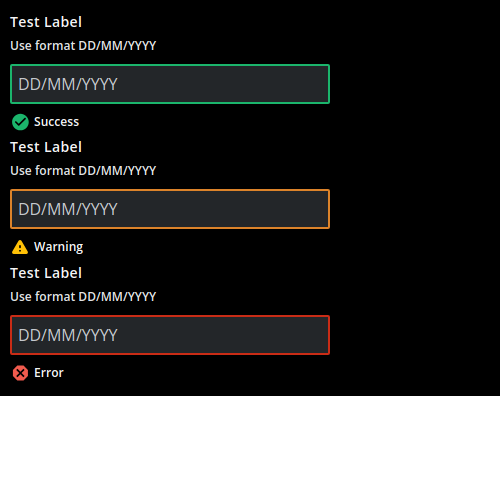 Test Label
Use format DD/MM/YYYY
DD/MM/YYYY
Success
Test Label
Use format DD/MM/YYYY
DD/MM/YYYY
Warning
Test Label
Use format DD/MM/YYYY
DD/MM/YYYY
Error